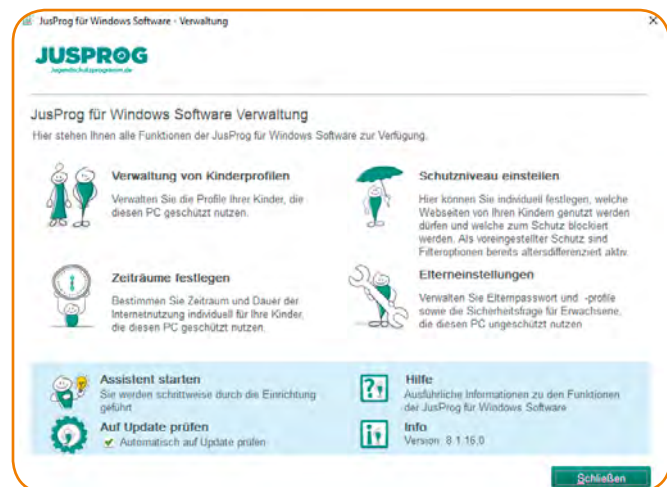 JusProg für Windows Software - Verwaltung
JUSPROG
Jugendschutzprogramm.de
JusProg für Windows Software Verwaltung
Hier stehen Ihnen alle Funktionen der JusProg für Windows Software zur Verfügung.
Verwaltung von Kinderprofilen
Verwalten Sie die Profile Ihrer Kinder, die
diesen PC geschützt nutzen.
Schutzniveau einstellen
Hier können Sie individuell festlegen, welche
Webseiten von Ihren Kindern genutzt werden
dürfen und welche zum Schutz blockiert
werden. Als voreingestellter Schutz sind
Filteroptionen bereits altersdifferenziert aktiv.
Zeiträume festlegen
Bestimmen Sie Zeitraum und Dauer der
Internetnutzung individuell für Ihre Kinder,
die diesen PC geschützt nutzen.
Elterneinstellungen
Verwalten Sie Elternpasswort und -profile
sowie die Sicherheitsfrage für Erwachsene,
die diesen PC ungeschützt nutzen
Assistent starten
Sie werden schrittweise durch die Einrichtung
geführt
Hilfe
Ausführliche Informationen zu den Funktionen
der JusProg für Windows Software
Auf Update prüfen
Automatisch auf Update prüfen
Info
Version: 8.1.16.0
Schließen